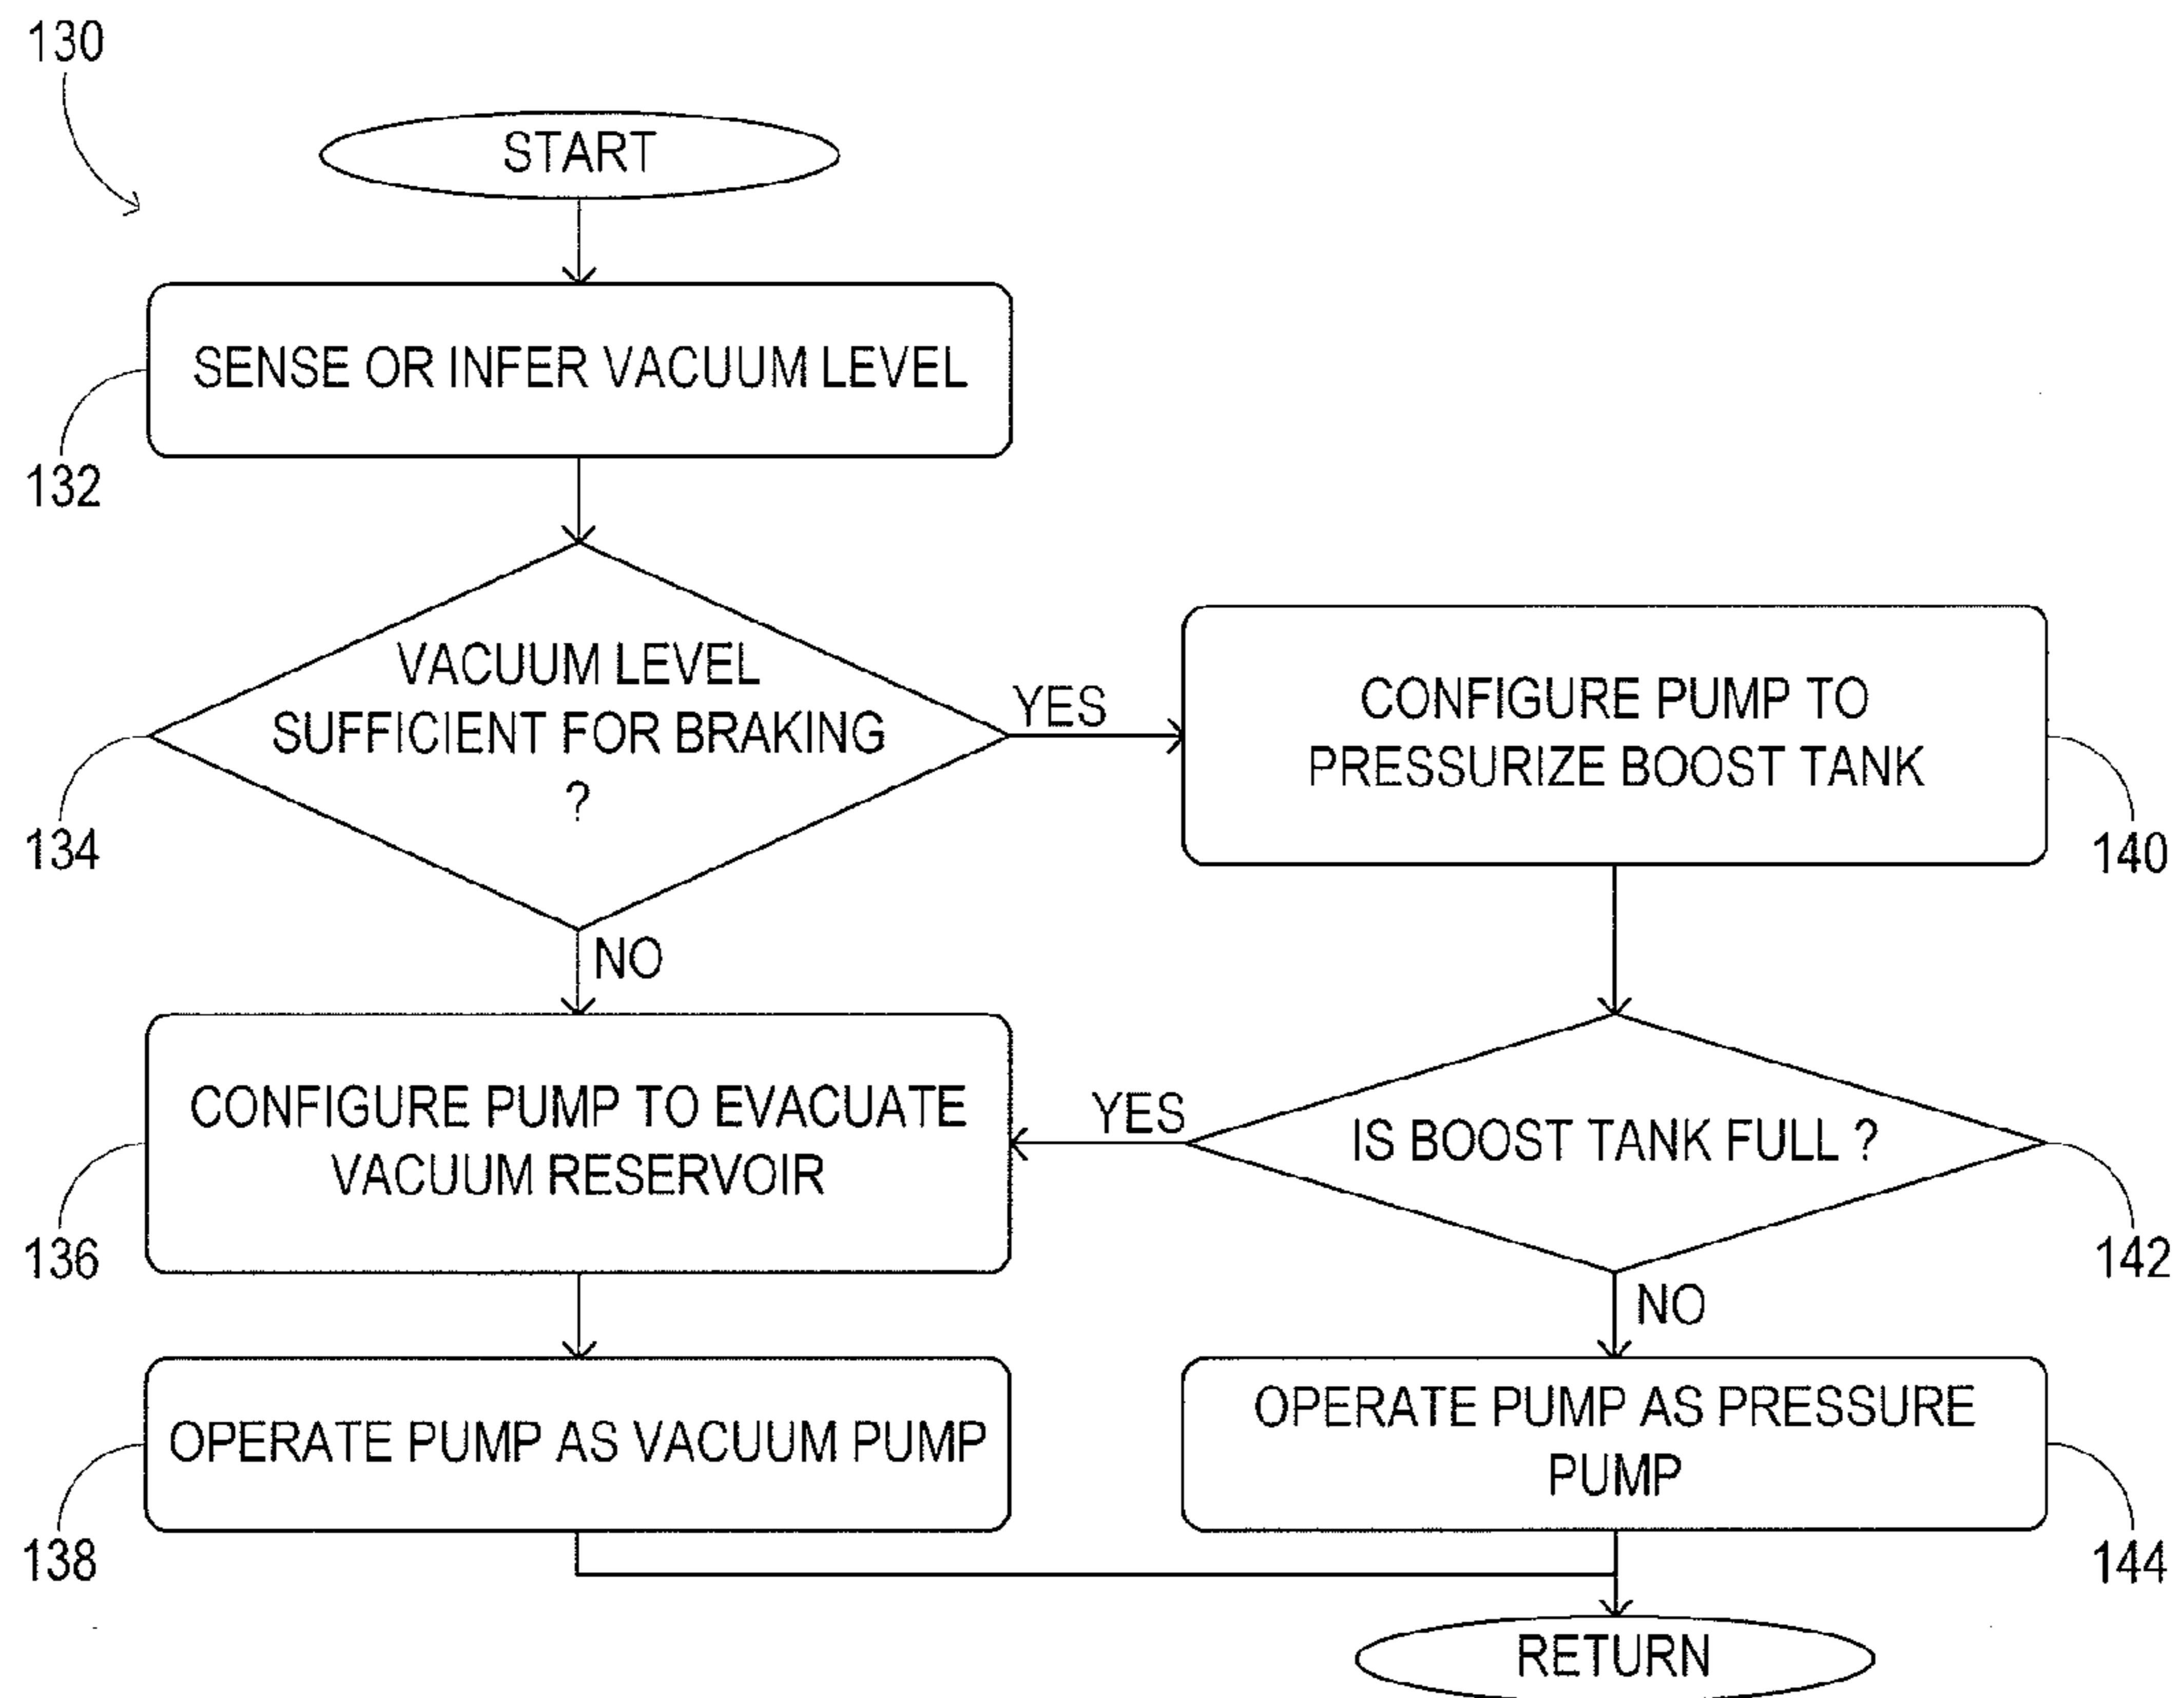 130
START
SENSE OR INFER VACUUM LEVEL
132
VACUUM LEVEL
SUFFICIENT FOR BRAKING
?
134
YES
CONFIGURE PUMP TO
PRESSURIZE BOOST TANK
140
NO
CONFIGURE PUMP TO EVACUATE
VACUUM RESERVOIR
136
YES
IS BOOST TANK FULL ?
142
NO
OPERATE PUMP AS VACUUM PUMP
138
OPERATE PUMP AS PRESSURE
PUMP
144
RETURN